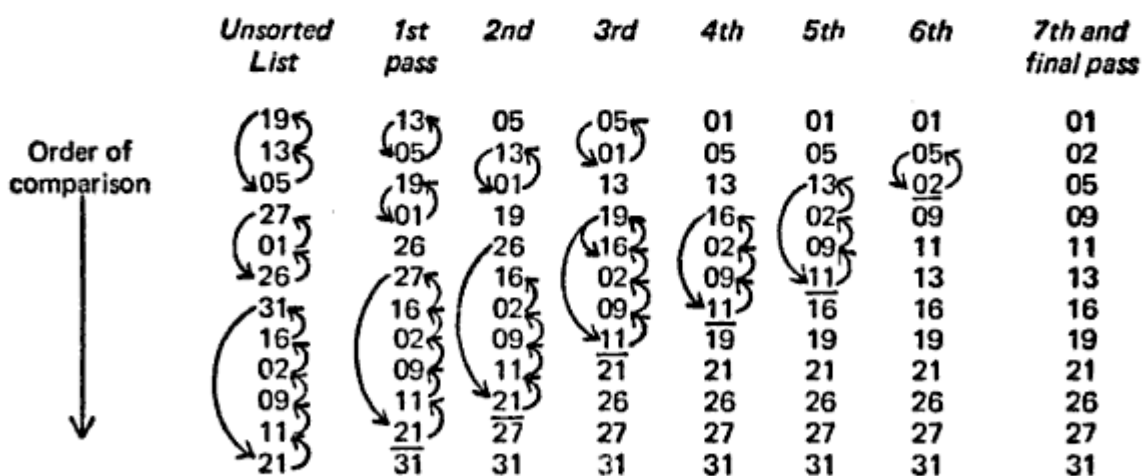 Unsorted 1st 2nd 3rd 4th 5th 6th 7th and
List pass final pass
19 13 05 05 01 01 01 01
Order of 13 05 13 01 05 05 05 02
comparison 05 19 01 13 13 13 02 05
27 01 19 19 16 02 09 09
01 26 26 16 02 09 11 11
26 27 16 02 09 11 13 13
31 16 02 09 11 16 16 16
16 02 09 11 19 19 19 19
02 09 11 21 21 21 21 21
09 11 21 26 26 26 26 26
11 21 27 27 27 27 27 27
21 31 31 31 31 31 31 31